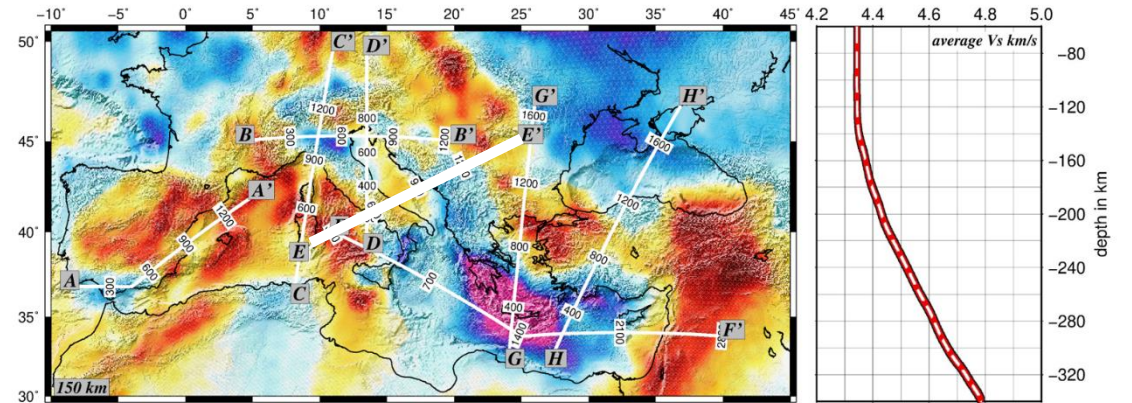 −10° −5° 0° 5° 10° 15° 20° 25° 30° 35° 40° 45°
50°
45°
40°
35°
30°
C’ D’
G’ H’
1200 800 1600
B 300 600 900 1200 B’ E’ 1600
900 600
A’ 400 1200 1200
1200 600
900 800 800
E D
600 700
A 300 C 400 400
1400 2100 F’
G H
150 km
4.2 4.4 4.6 4.8 5.0
average Vs km/s
−80
−120
−160
−200
−240
−280
−320
depth in km